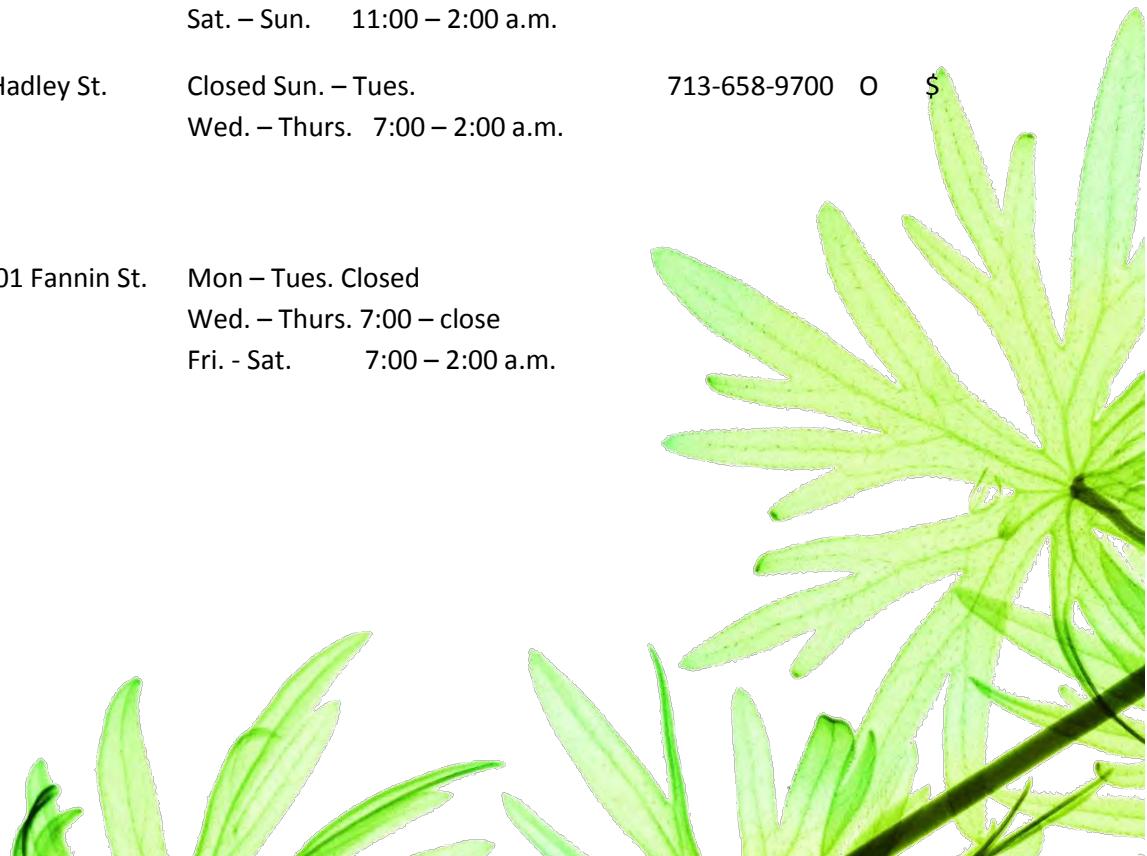 Sat. – Sun. 11:00 – 2:00 a.m.
Hadley St. Closed Sun. – Tues. 713-658-9700 O $
Wed. – Thurs. 7:00 – 2:00 a.m.
01 Fannin St. Mon – Tues. Closed
Wed. – Thurs. 7:00 – close
Fri. - Sat. 7:00 – 2:00 a.m.